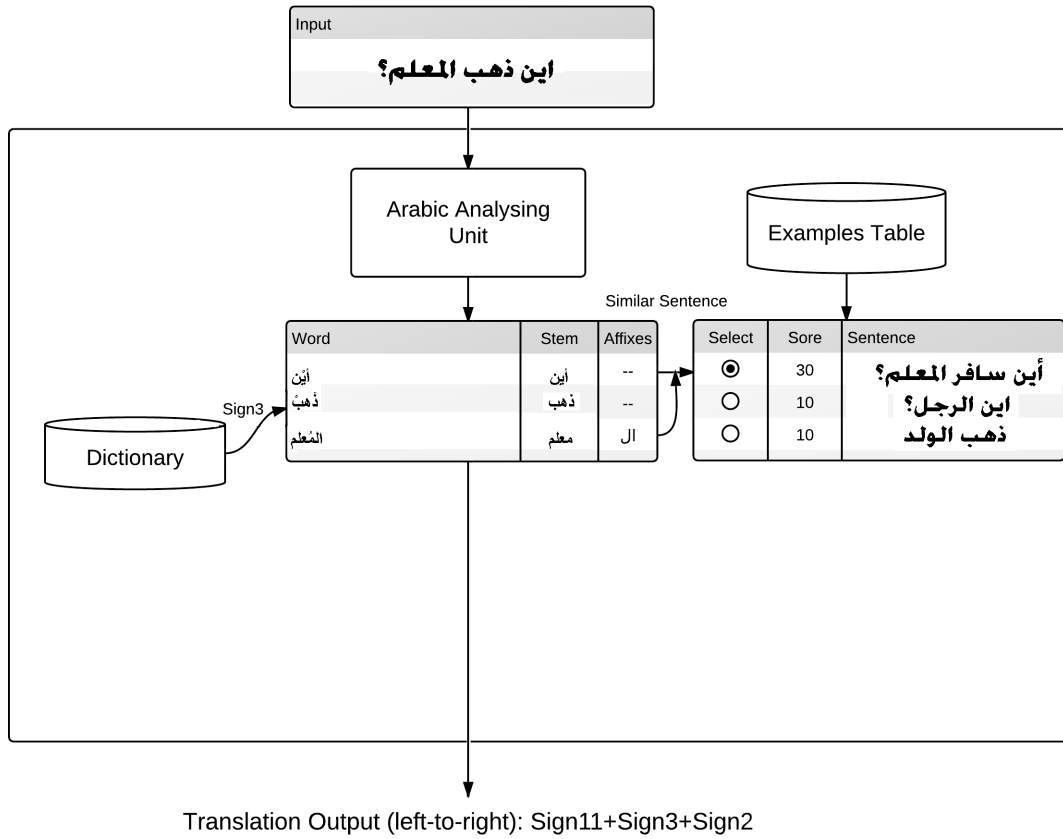 Input
اين ذهب المعلم؟
Arabic Analysing
Unit
Examples Table
Similar Sentence
Word Stem Affixes
أيْن أين --
ذَهبْ ذهب --
المُعلم معلم ال
Sign3
Dictionary
Select Sore Sentence
30 أين سافر المعلم؟
10 اين الرجل؟
10 ذهب الولد
Translation Output (left-to-right): Sign11+Sign3+Sign2